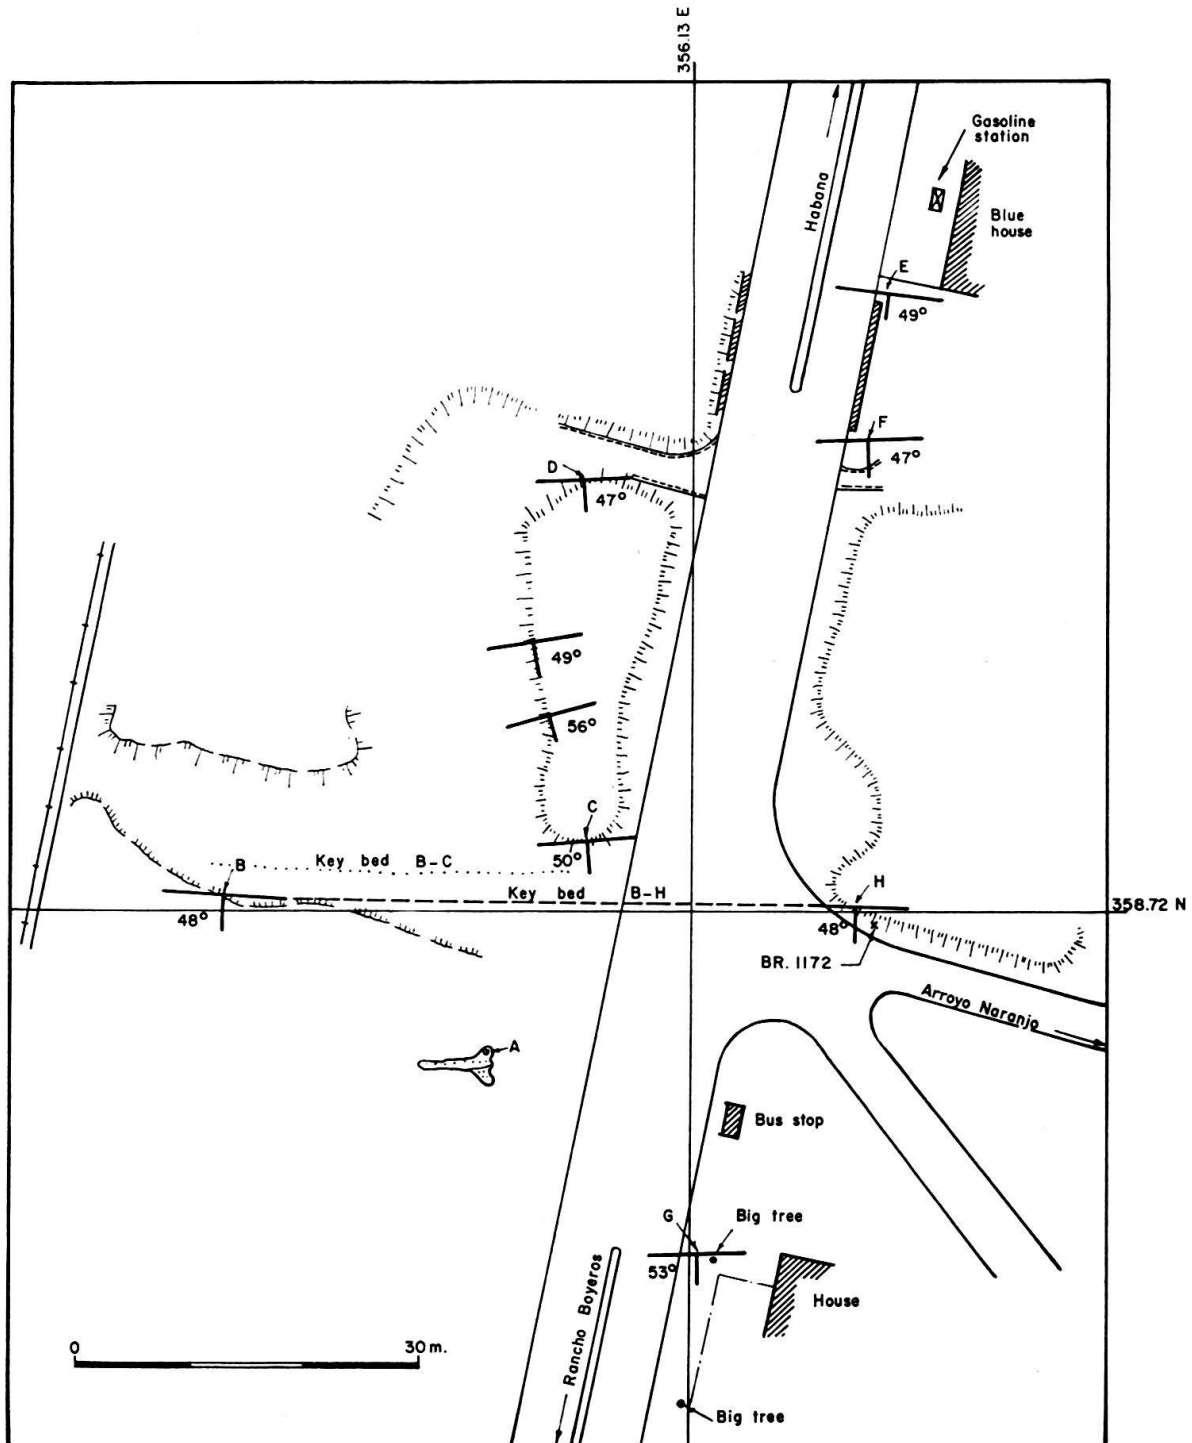 356.13 E
Gasoline
station
Habana
Blue
house
E
49°
F
47°
D
47°
49°
56°
C
50°
Key bed B-C
B
Key bed B-H
48°
H
48°
358.72 N
BR. 1172
Arroyo Naranjo
A
Bus stop
G
Big tree
53°
House
Rancho Boyeros
0 30 m.
Big tree